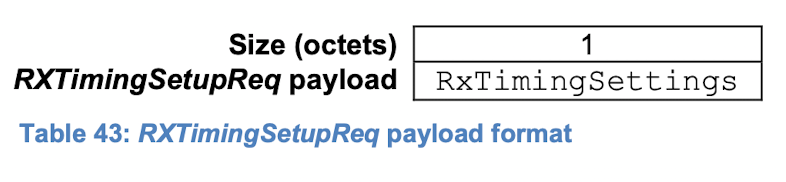 Size (octets) 1
RXTimingSetupReq payload RxTimingSettings
Table 43: RXTimingSetupReq payload format